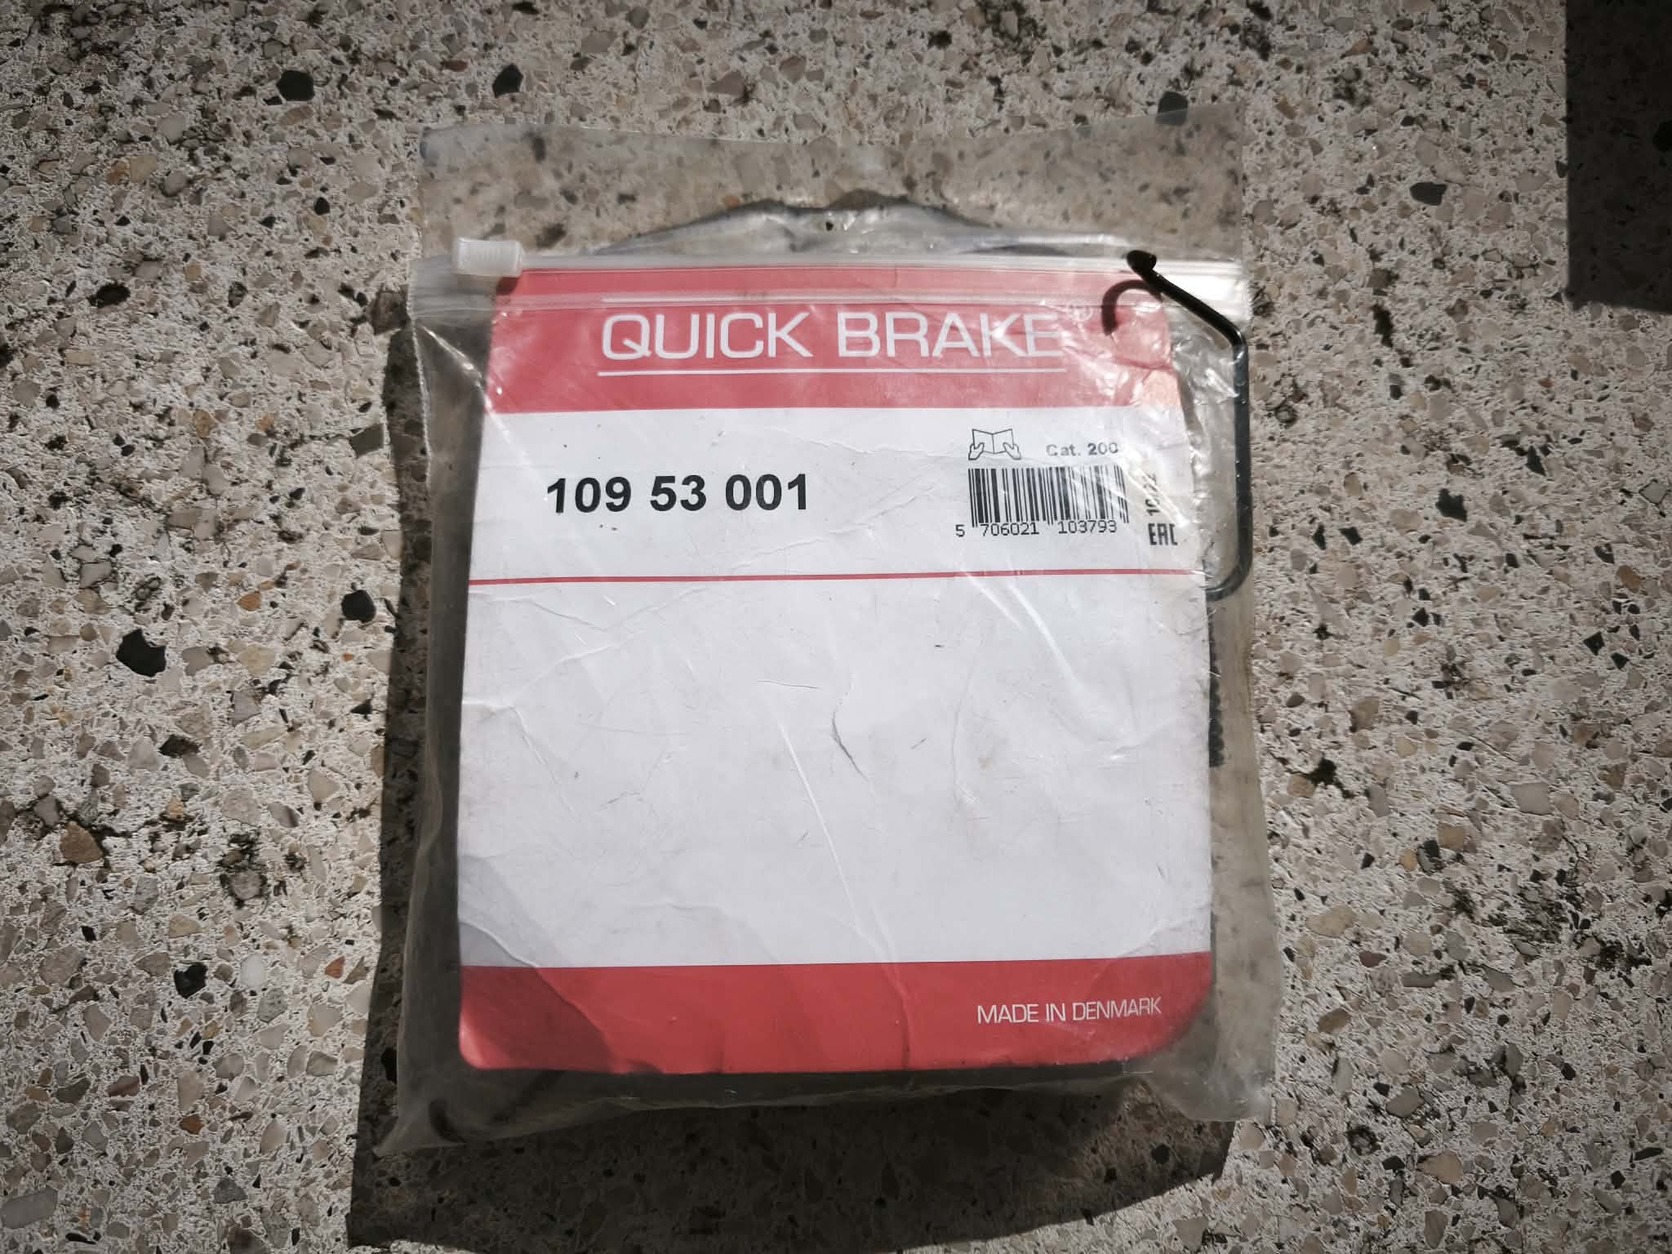 QUICK BRAKE®
Cat. 200
109 53 001
5 706021 103793
EAC
MADE IN DENMARK